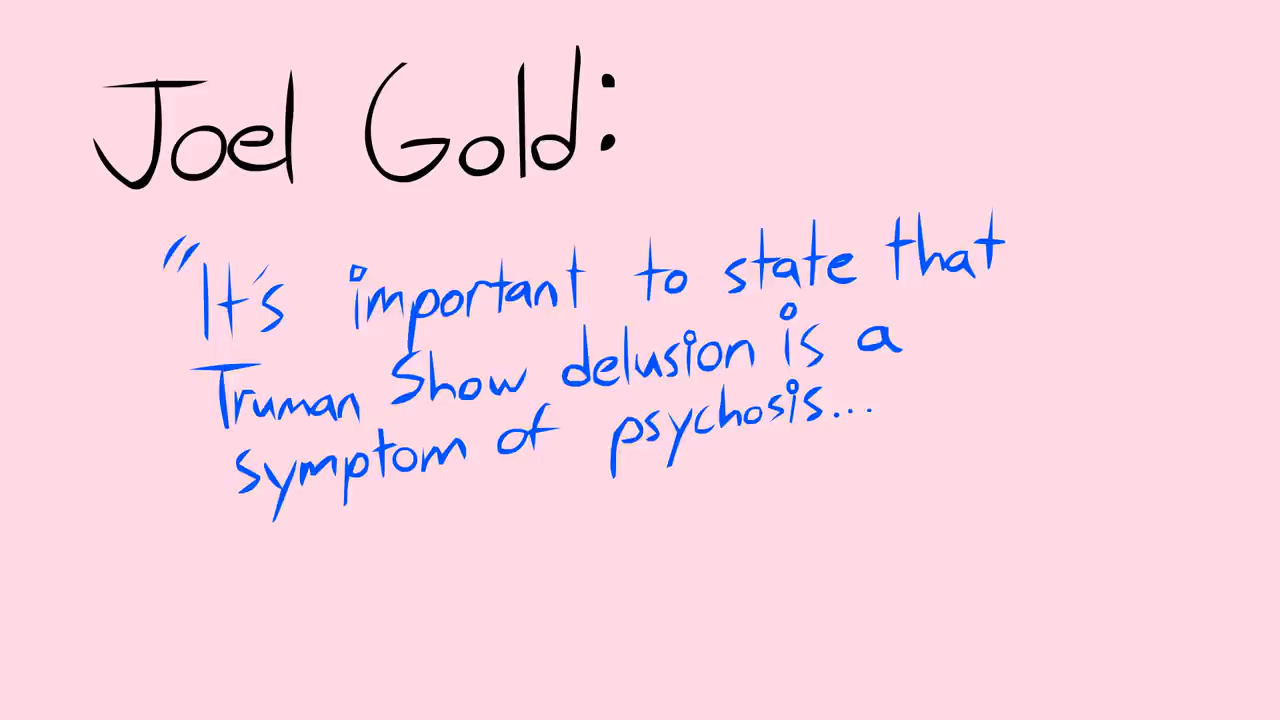 Joel Gold:
"It's important to state that
Truman Show delusion is a
symptom of psychosis...